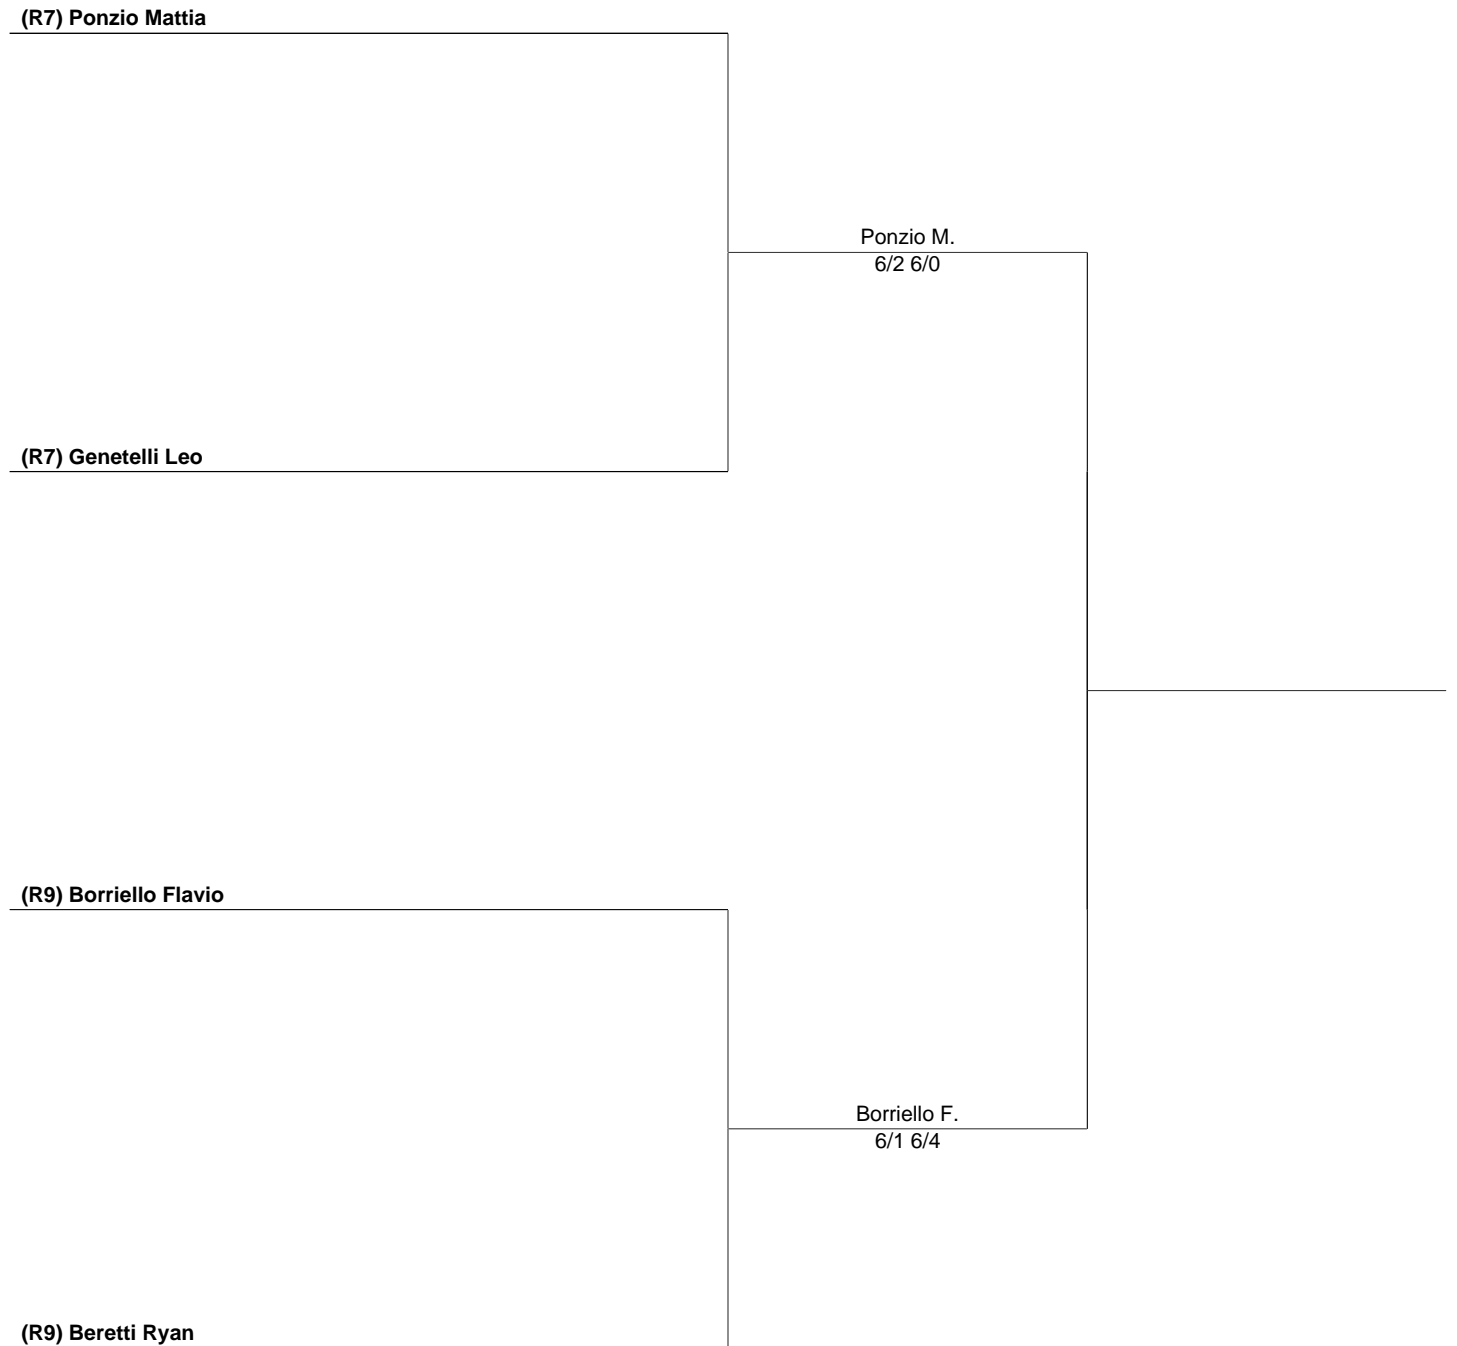 (R7) Ponzio Mattia
Ponzio M.
6/2 6/0
(R7) Genetelli Leo
(R9) Borriello Flavio
Borriello F.
6/1 6/4
(R9) Beretti Ryan